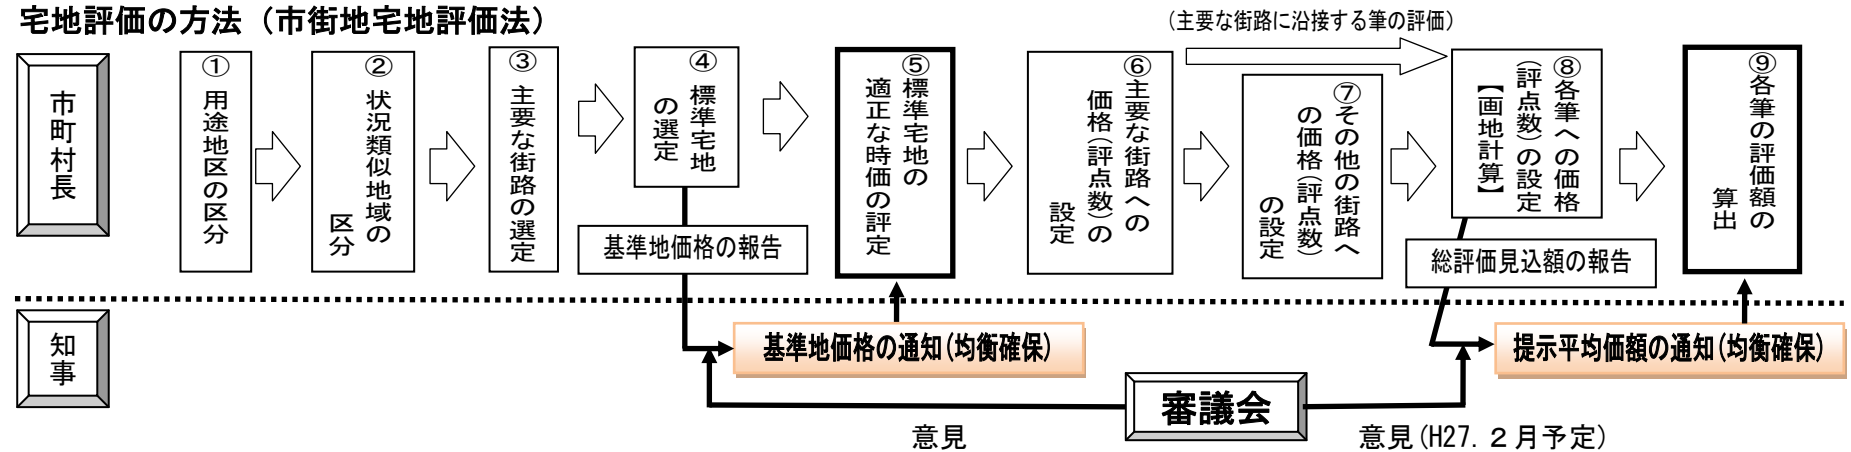 宅地評価の方法（市街地宅地評価法）
（主要な街路に沿接する筆の評価）
市町村長
①用途地区の区分
②状況類似地域の
区分
③主要な街路の選定
④標準宅地
の選定
⑤標準宅地の
適正な時価の評定
⑥主要な街路への
価格（評点数）の
設定
⑦その他の街路へ
の価格（評点数）
の設定
⑧各筆への価格
（評点数）の設定
【画地計算】
⑨各筆の評価額の
算出
基準地価格の報告
総評価見込額の報告
知事
基準地価格の通知（均衡確保）
提示平均価額の通知（均衡確保）
審議会
意見
意見（H27．２月予定）